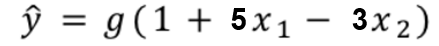 ŷ = g(1 + 5x₁ − 3x₂)